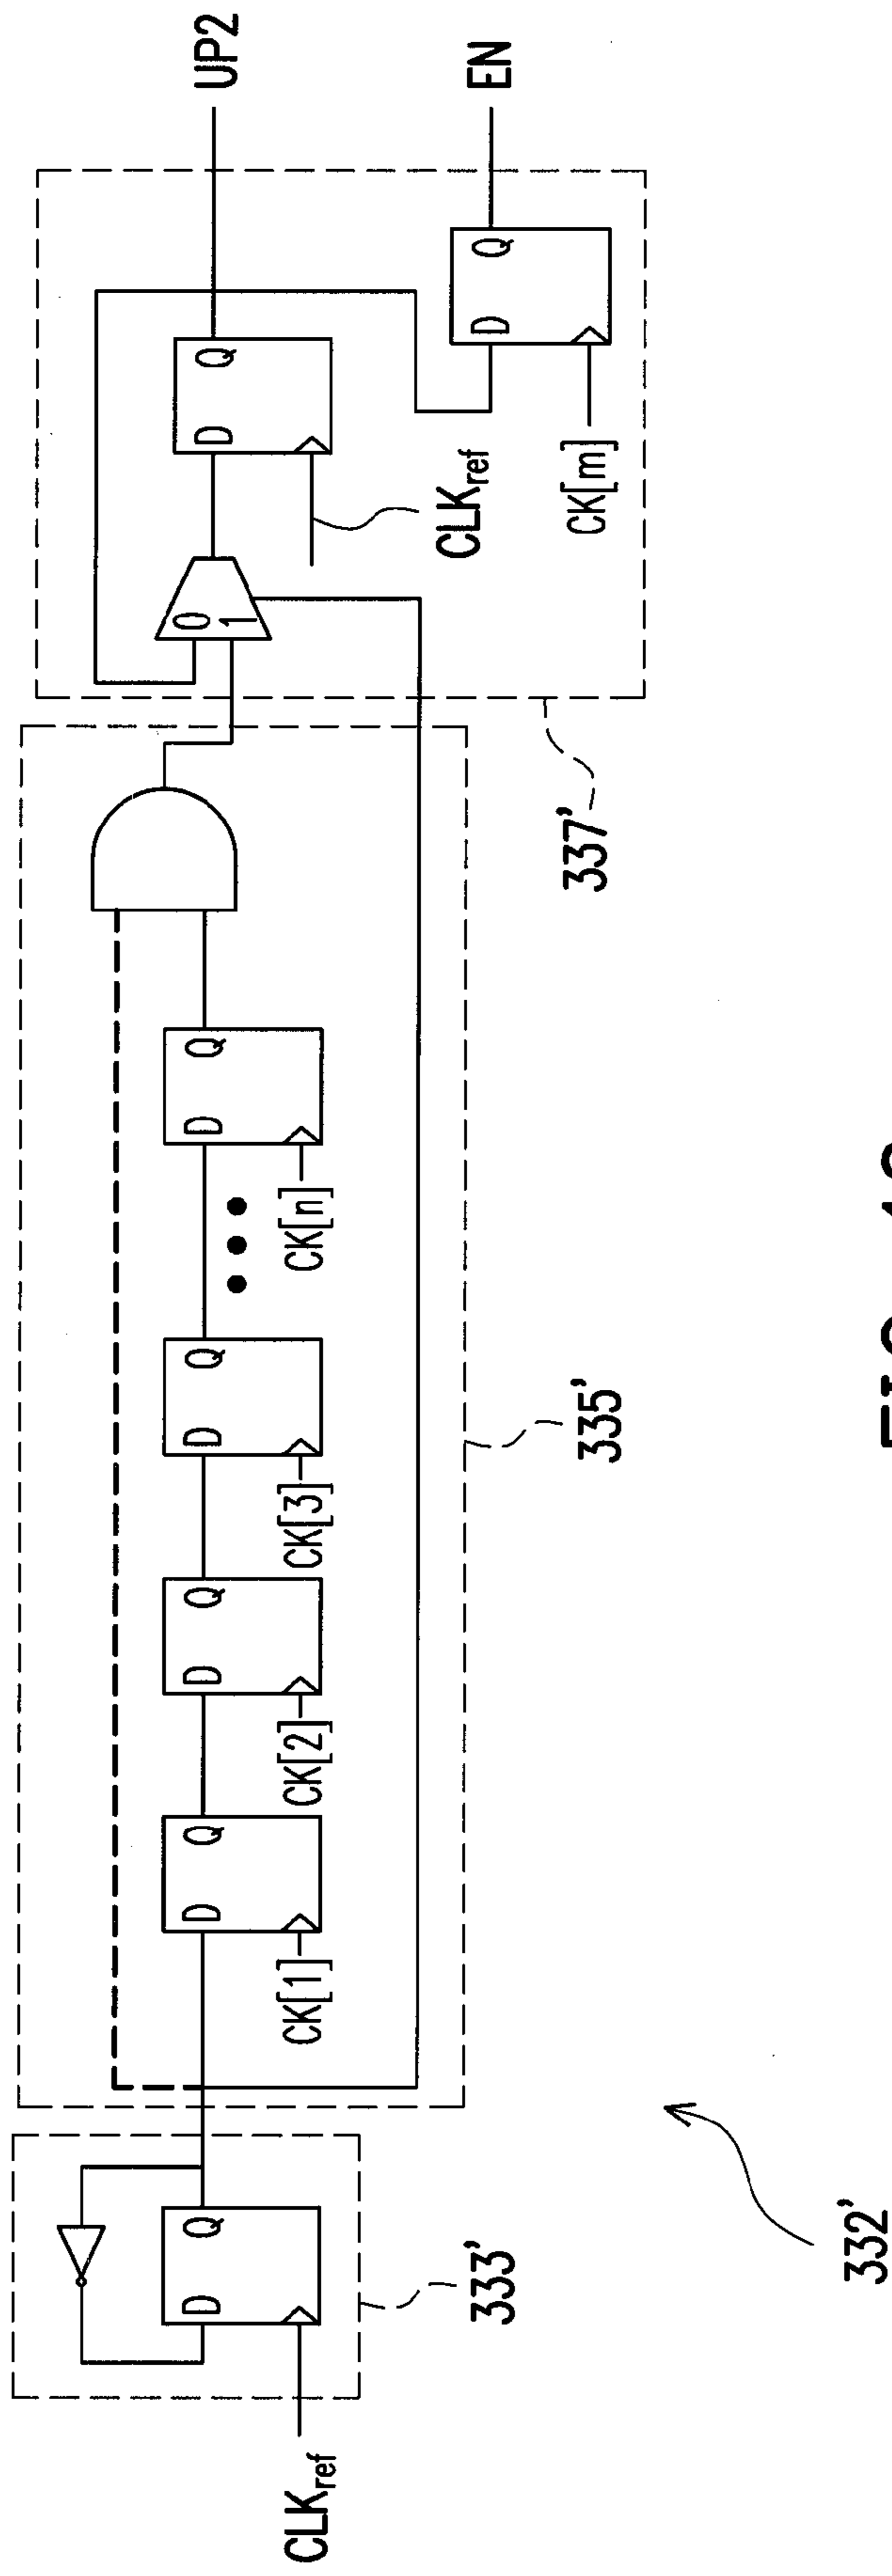 CLKref
333'
D Q
332'
335'
D Q
CK[1]
D Q
CK[2]
D Q
CK[3]
D Q
CK[n]
337'
0
1
D Q
CLKref
UP2
D Q
CK[m]
EN